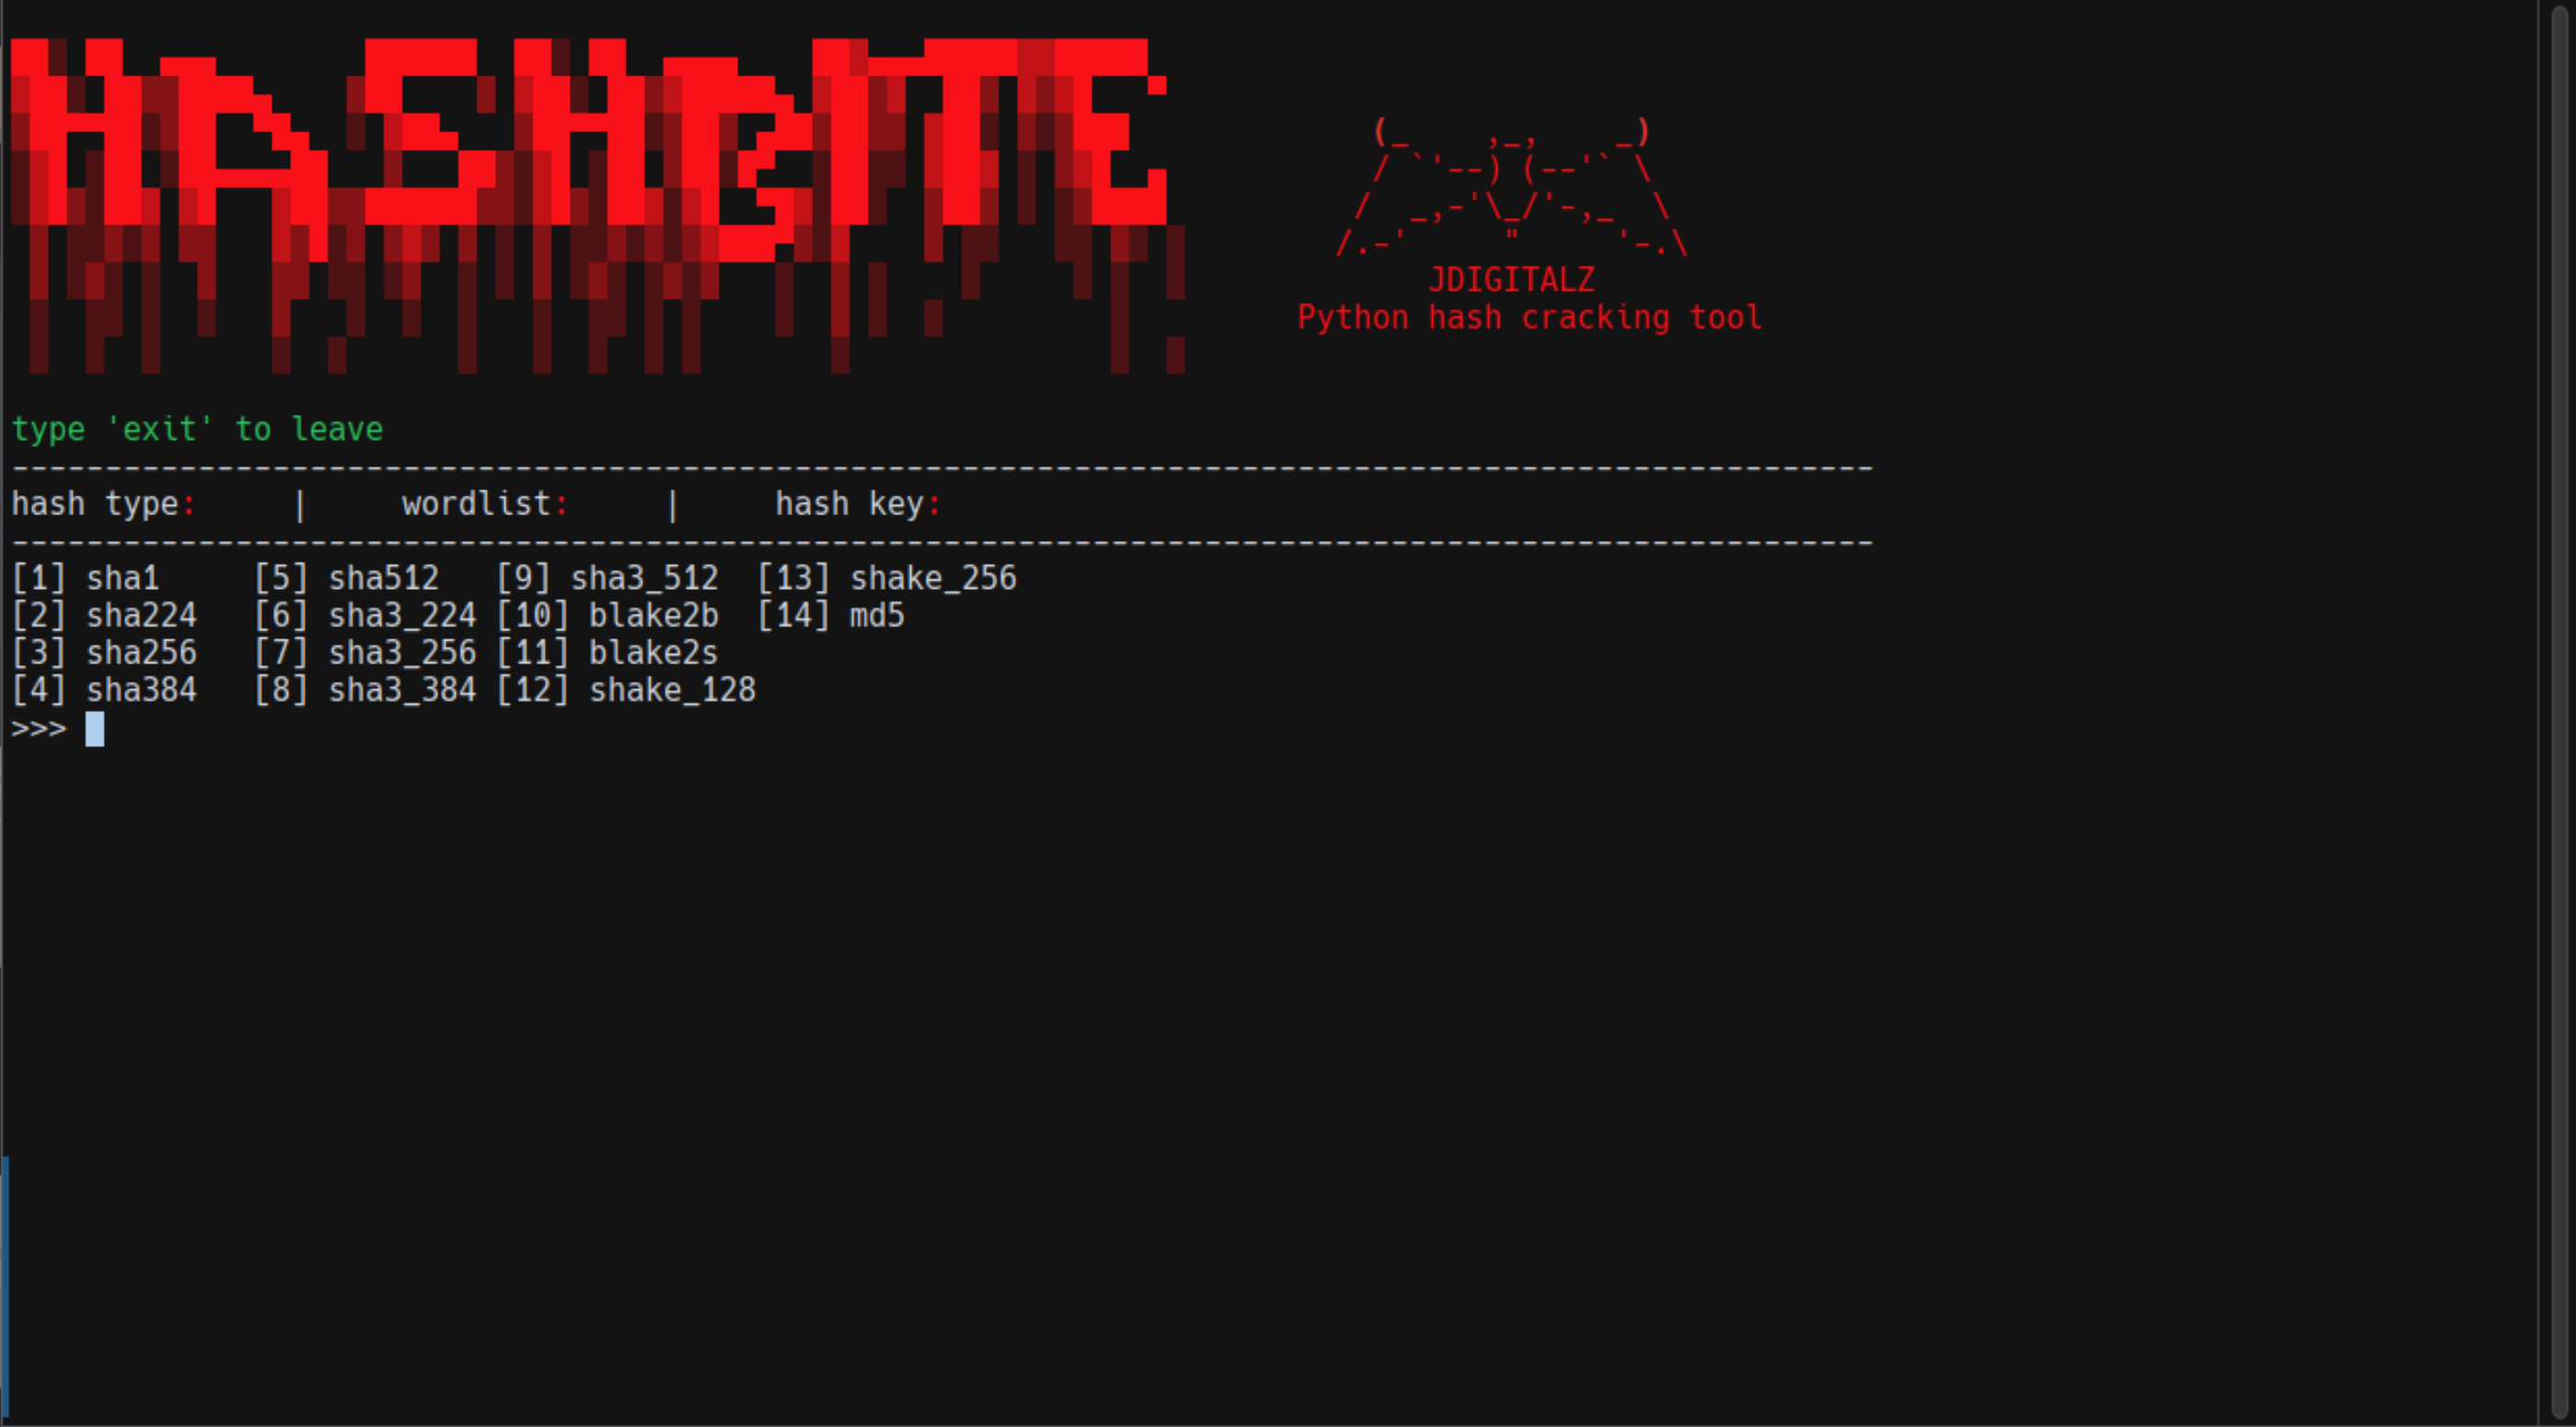 HASHBITE
JDIGITALZ
Python hash cracking tool
type 'exit' to leave
hash type: | wordlist: | hash key:
[1] sha1 [5] sha512 [9] sha3_512 [13] shake_256
[2] sha224 [6] sha3_224 [10] blake2b [14] md5
[3] sha256 [7] sha3_256 [11] blake2s
[4] sha384 [8] sha3_384 [12] shake_128
>>>